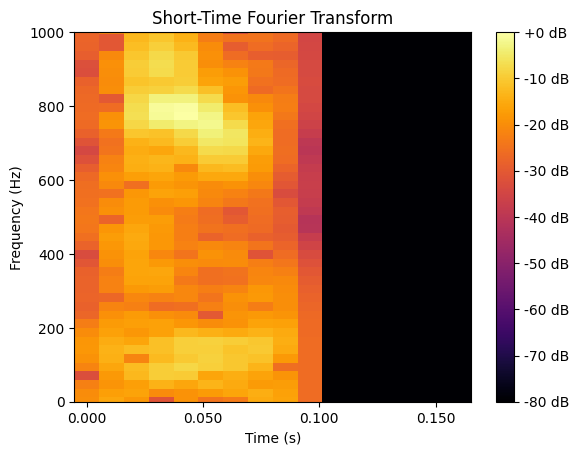 Short-Time Fourier Transform
1000
800
600
400
200
0
Frequency (Hz)
0.000
0.050
0.100
0.150
Time (s)
+0 dB
-10 dB
-20 dB
-30 dB
-40 dB
-50 dB
-60 dB
-70 dB
-80 dB